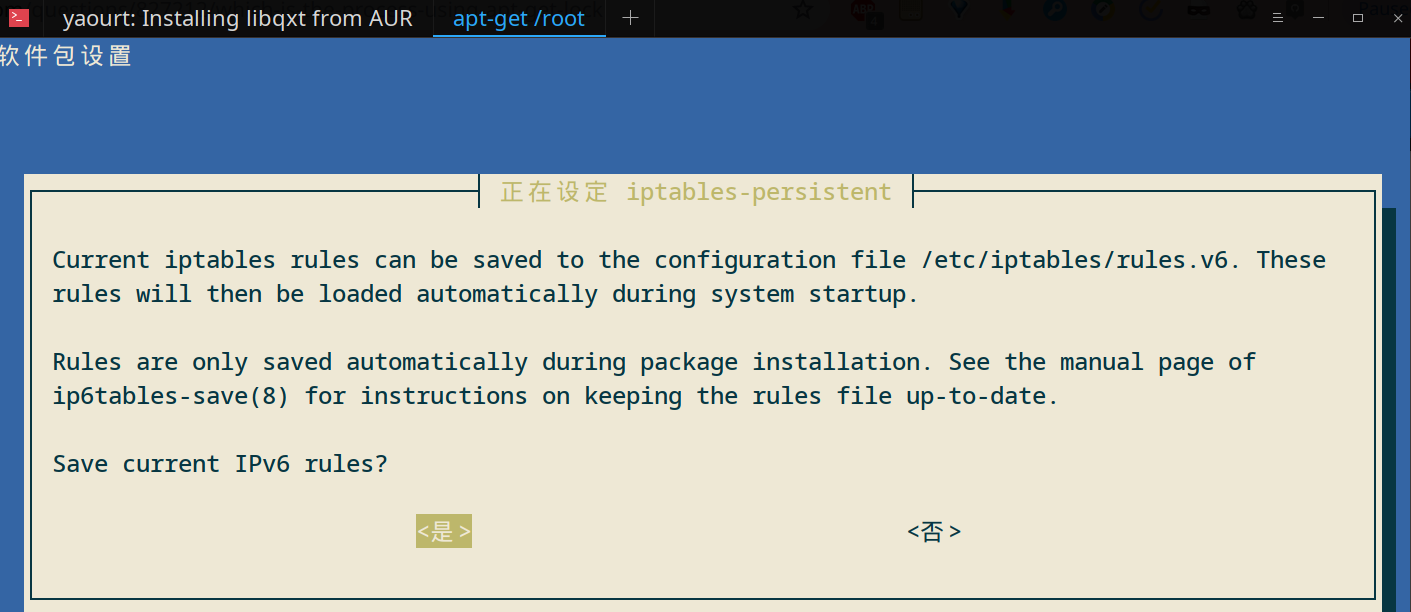 yaourt: Installing libqxt from AUR
apt-get /root
软件包设置
正在设定 iptables-persistent
Current iptables rules can be saved to the configuration file /etc/iptables/rules.v6. These
rules will then be loaded automatically during system startup.
Rules are only saved automatically during package installation. See the manual page of
ip6tables-save(8) for instructions on keeping the rules file up-to-date.
Save current IPv6 rules?
<是>
<否>